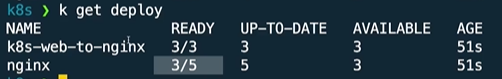 k8s ❯ k get deploy
NAME READY UP-TO-DATE AVAILABLE AGE
k8s-web-to-nginx 3/3 3 3 51s
nginx 3/5 5 3 51s